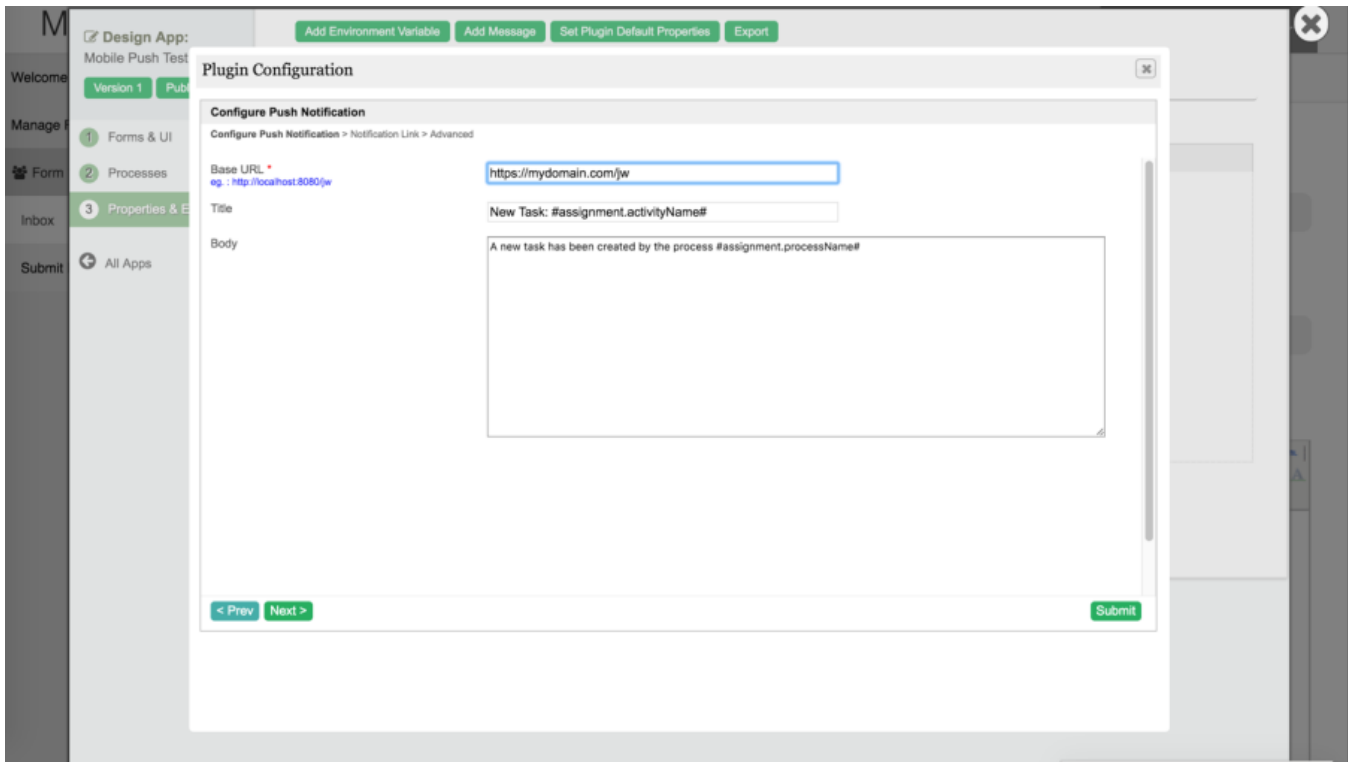 M
Design App:
Mobile Push Test
Version 1
Add Environment Variable
Add Message
Set Plugin Default Properties
Export
Welcome
Manage
Form
Inbox
Submit
1 Forms & UI
2 Processes
3 Properties & E
All Apps
Plugin Configuration
Configure Push Notification
Configure Push Notification > Notification Link > Advanced
Base URL *
eg. : http://localhost:8080/jw
https://mydomain.com/jw
Title
New Task: #assignment.activityName#
Body
A new task has been created by the process #assignment.processName#
< Prev
Next >
Submit